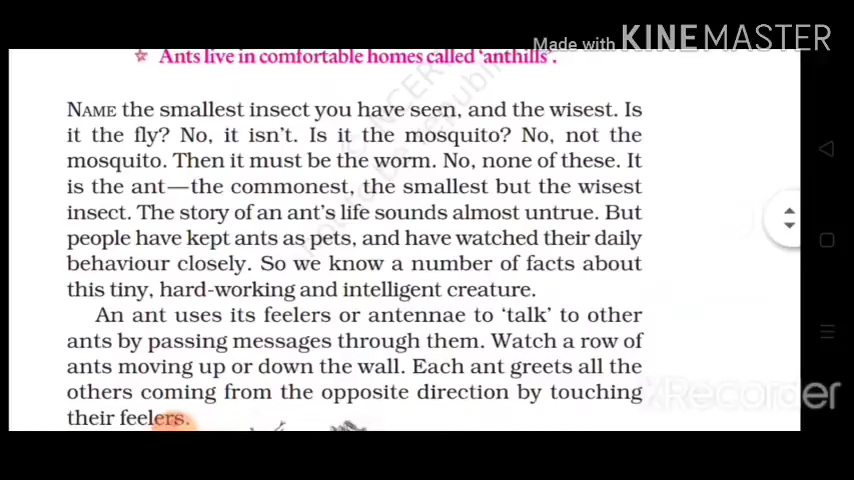 Made with KINEMASTER
☆ Ants live in comfortable homes called 'anthills'.
NAME the smallest insect you have seen, and the wisest. Is
it the fly? No, it isn't. Is it the mosquito? No, not the
mosquito. Then it must be the worm. No, none of these. It
is the ant—the commonest, the smallest but the wisest
insect. The story of an ant's life sounds almost untrue. But
people have kept ants as pets, and have watched their daily
behaviour closely. So we know a number of facts about
this tiny, hard-working and intelligent creature.
An ant uses its feelers or antennae to 'talk' to other
ants by passing messages through them. Watch a row of
ants moving up or down the wall. Each ant greets all the
others coming from the opposite direction by touching
their feelers.
XRecorder
© NCERT
not to be republi